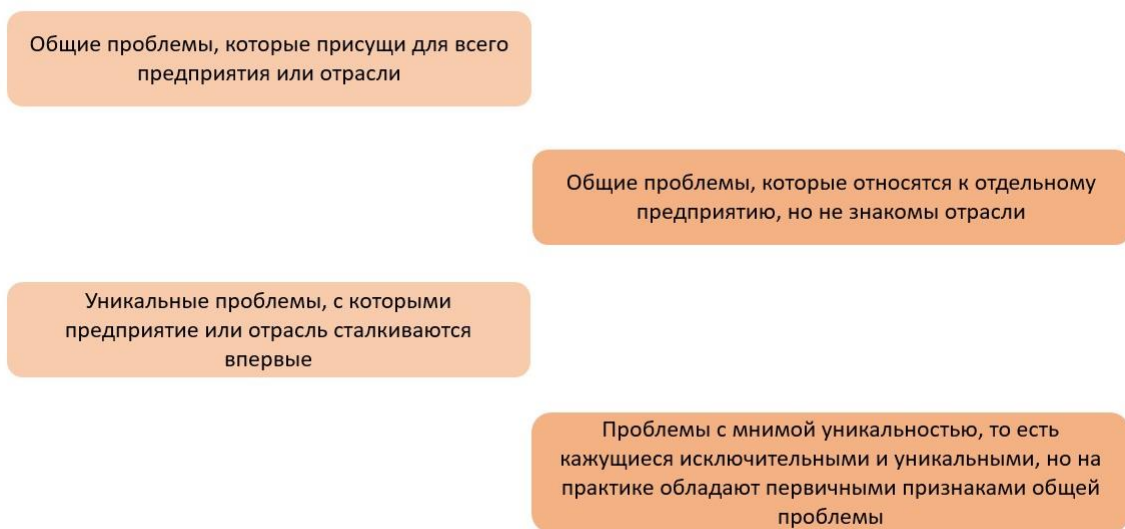 Общие проблемы, которые присущи для всего
предприятия или отрасли
Общие проблемы, которые относятся к отдельному
предприятию, но не знакомы отрасли
Уникальные проблемы, с которыми
предприятие или отрасль сталкиваются
впервые
Проблемы с мнимой уникальностью, то есть
кажущиеся исключительными и уникальными, но на
практике обладают первичными признаками общей
проблемы